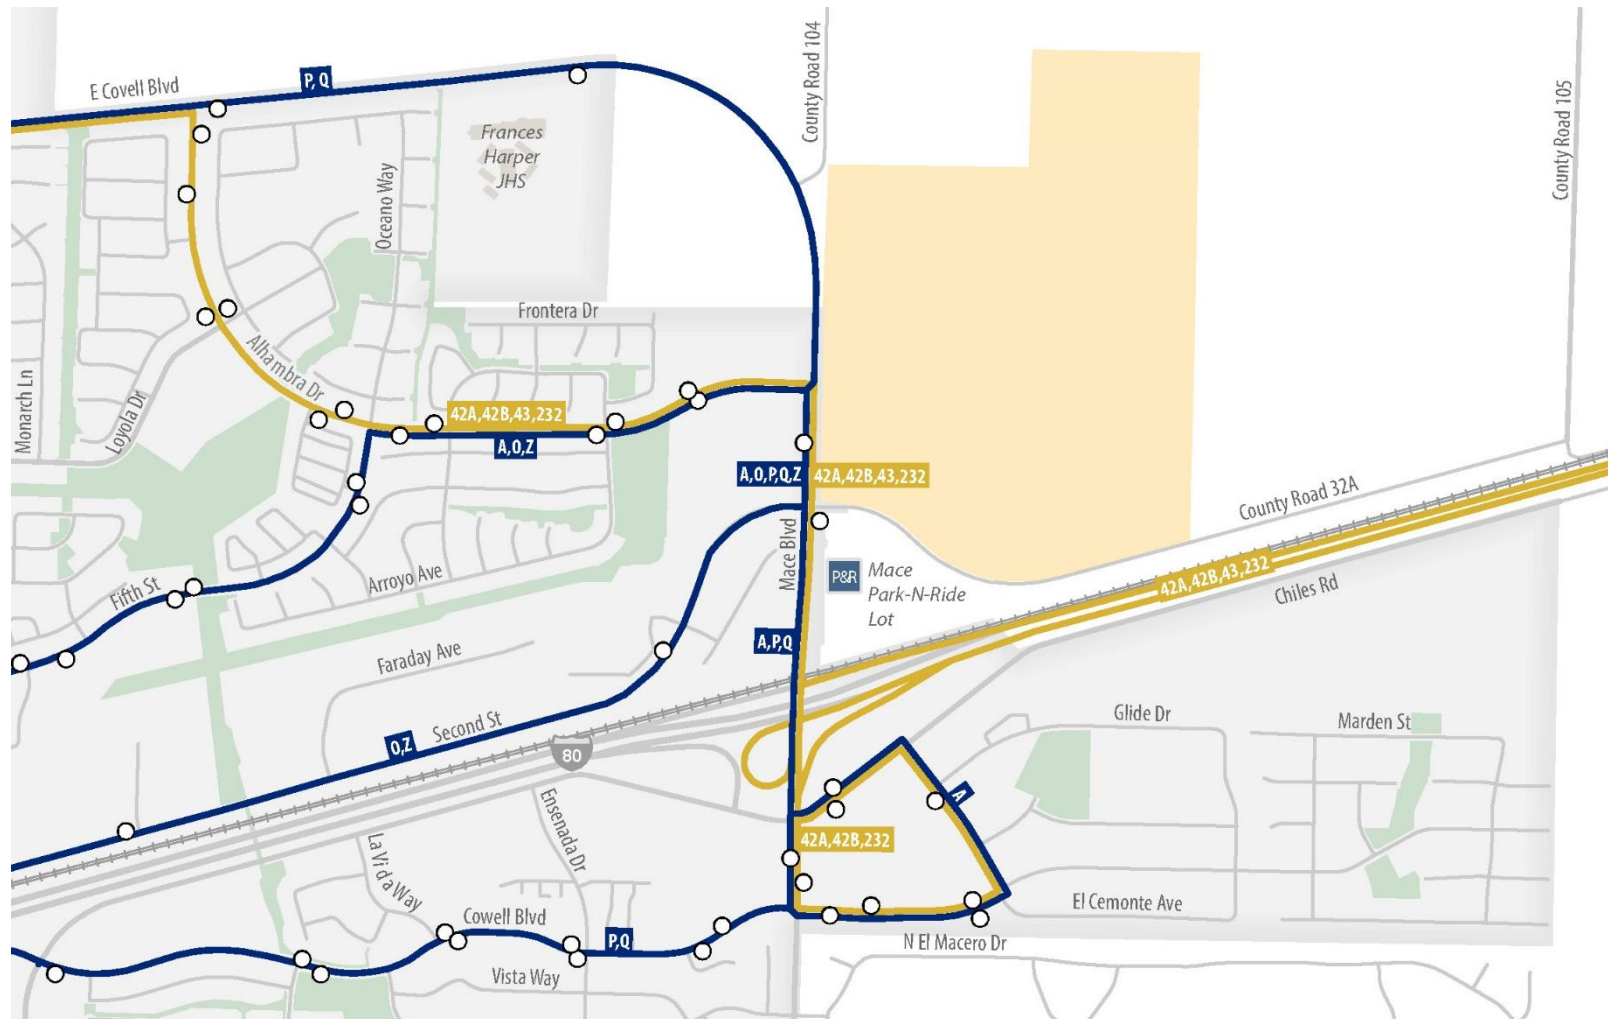 E Covell Blvd
P, Q
County Road 104
County Road 105
Frances
Harper
JHS
Oceano Way
Frontera Dr
Alhambra Dr
Monarch Ln
Loyola Dr
42A,42B,43,232
A,O,Z
A,O,P,Q,Z
42A,42B,43,232
County Road 32A
Mace Blvd
P&R
Mace
Park-N-Ride
Lot
42A,42B,43,232
Chiles Rd
Fifth St
Arroyo Ave
A,P,Q
Faraday Ave
Second St
O,Z
80
Glide Dr
Marden St
A
Ensenada Dr
42A,42B,232
La Vida Way
Cowell Blvd
El Cemonte Ave
P,Q
N El Macero Dr
Vista Way